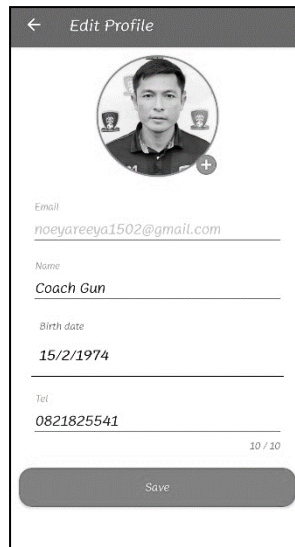 Edit Profile
Email
noeyareeya1502@gmail.com
Name
Coach Gun
Birth date
15/2/1974
Tel
0821825541
10 / 10
Save